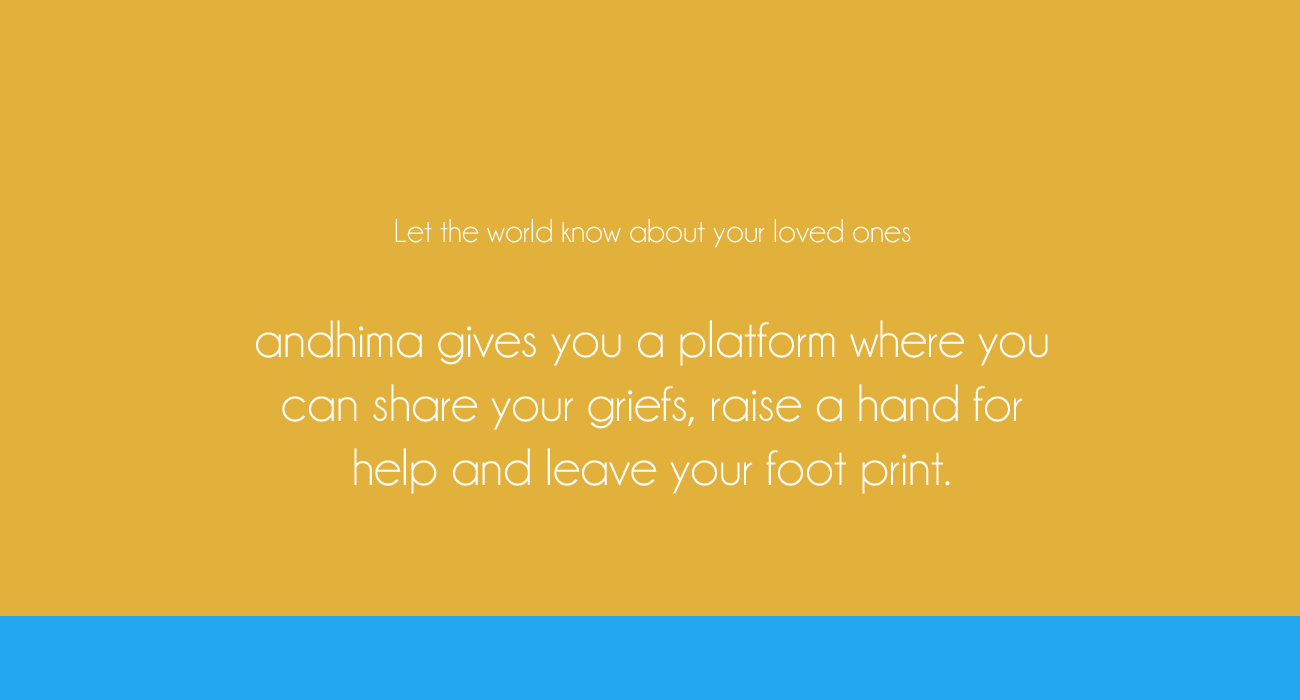 Let the world know about your loved ones
andhima gives you a platform where you
can share your griefs, raise a hand for
help and leave your foot print.